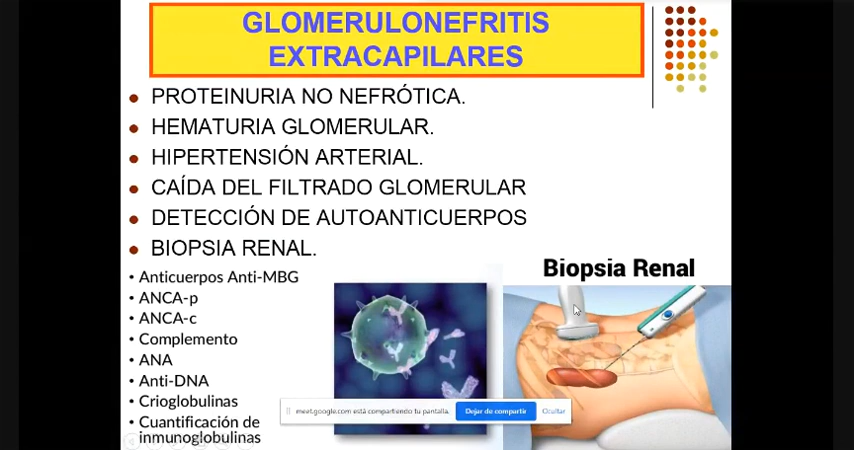 GLOMERULONEFRITIS
EXTRACAPILARES
PROTEINURIA NO NEFRÓTICA.
HEMATURIA GLOMERULAR.
HIPERTENSIÓN ARTERIAL.
CAÍDA DEL FILTRADO GLOMERULAR
DETECCIÓN DE AUTOANTICUERPOS
BIOPSIA RENAL.
Anticuerpos Anti-MBG
ANCA-p
ANCA-c
Complemento
ANA
Anti-DNA
Crioglobulinas
Cuantificación de
inmunoglobulinas
Biopsia Renal
meet.google.com está compartiendo tu pantalla.
Dejar de compartir
Ocultar